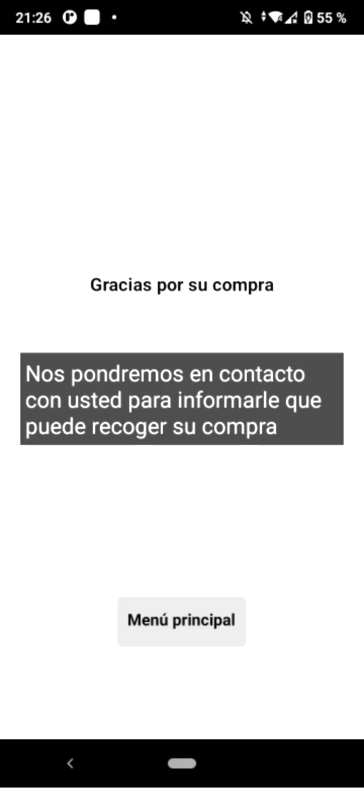 21:26
55 %
Gracias por su compra
Nos pondremos en contacto
con usted para informarle que
puede recoger su compra
Menú principal